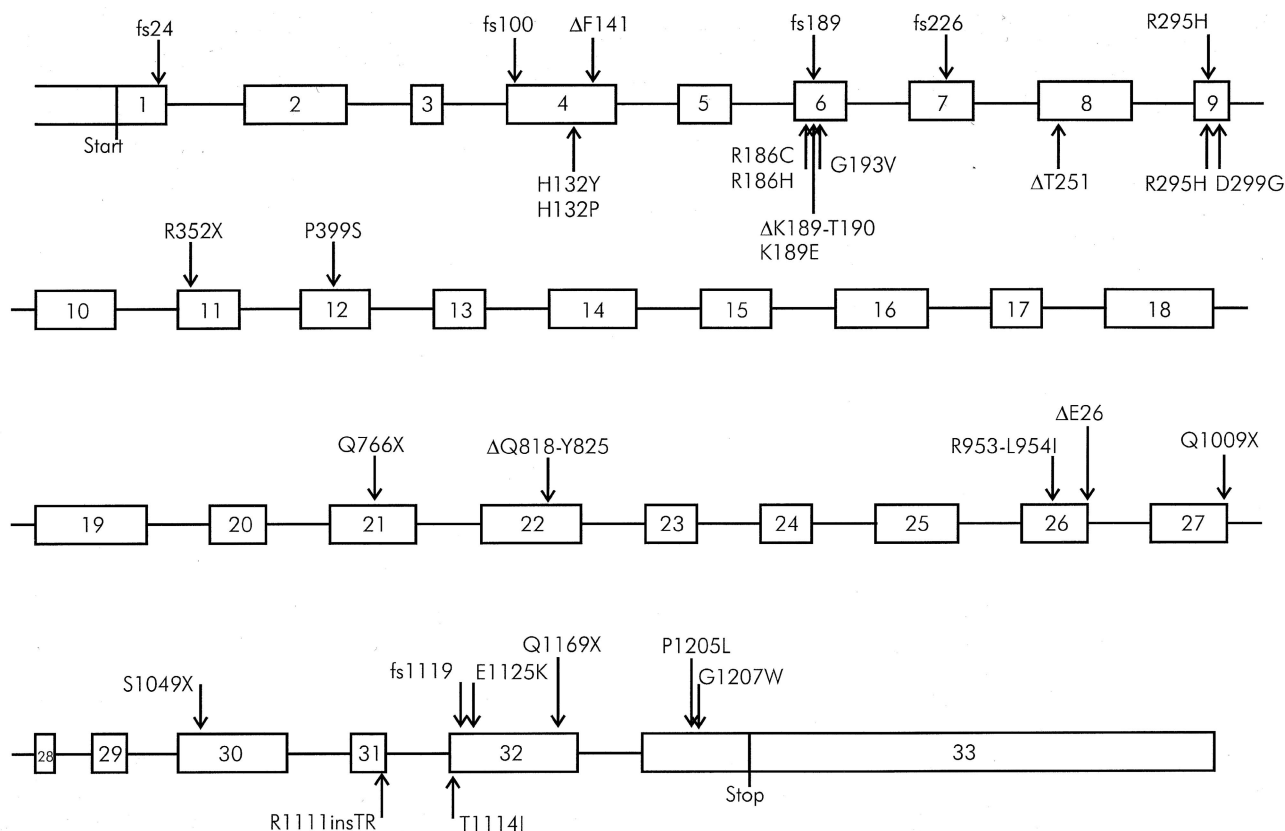 fs24
fs100
ΔF141
fs189
fs226
R295H
1
2
3
4
5
6
7
8
9
Start
H132Y
H132P
R186C
R186H
G193V
ΔK189-T190
K189E
ΔT251
R295H
D299G
R352X
P399S
10
11
12
13
14
15
16
17
18
Q766X
ΔQ818-Y825
R953-L954I
ΔE26
Q1009X
19
20
21
22
23
24
25
26
27
S1049X
fs1119
E1125K
Q1169X
P1205L
G1207W
28
29
30
31
32
33
Stop
R1111insTR
T1114I